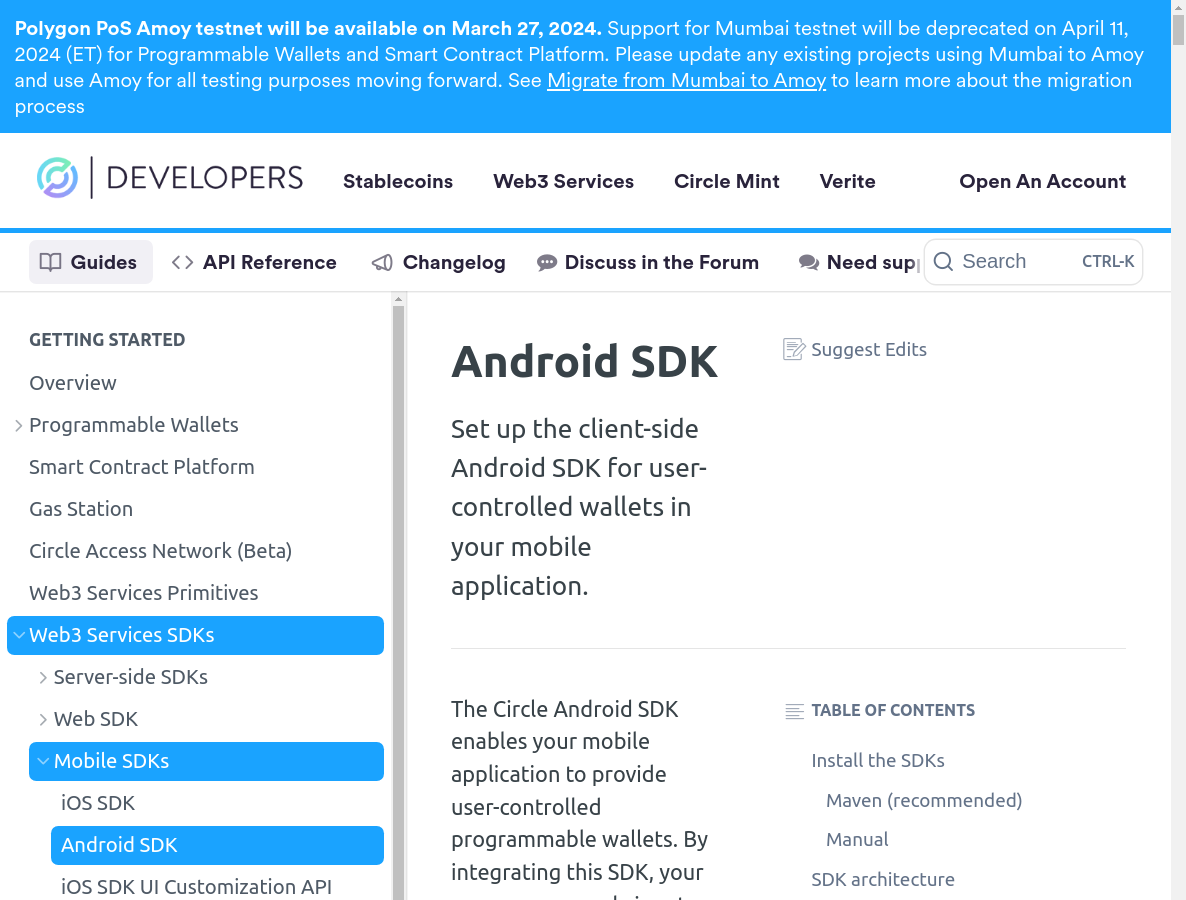 Polygon PoS Amoy testnet will be available on March 27, 2024. Support for Mumbai testnet will be deprecated on April 11,
2024 (ET) for Programmable Wallets and Smart Contract Platform. Please update any existing projects using Mumbai to Amoy
and use Amoy for all testing purposes moving forward. See Migrate from Mumbai to Amoy to learn more about the migration
process
DEVELOPERS
Stablecoins
Web3 Services
Circle Mint
Verite
Open An Account
Guides
API Reference
Changelog
Discuss in the Forum
Need sup
Search
CTRL-K
GETTING STARTED
Overview
Programmable Wallets
Smart Contract Platform
Gas Station
Circle Access Network (Beta)
Web3 Services Primitives
Web3 Services SDKs
Server-side SDKs
Web SDK
Mobile SDKs
iOS SDK
Android SDK
iOS SDK UI Customization API
Android SDK
Suggest Edits
Set up the client-side
Android SDK for user-
controlled wallets in
your mobile
application.
The Circle Android SDK
enables your mobile
application to provide
user-controlled
programmable wallets. By
integrating this SDK, your
TABLE OF CONTENTS
Install the SDKs
Maven (recommended)
Manual
SDK architecture